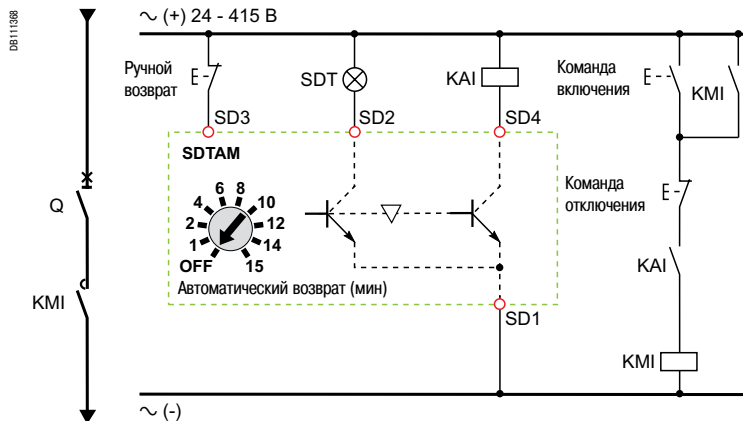 DB111368
~ (+) 24 - 415 В
Ручной
возврат
SDT
KAI
Команда
включения
KMI
SD3
SD2
SD4
SDTAM
Q
6
8
4
10
2
12
1
14
OFF
15
Автоматический возврат (мин)
Команда
отключения
KAI
KMI
SD1
KMI
~ (-)